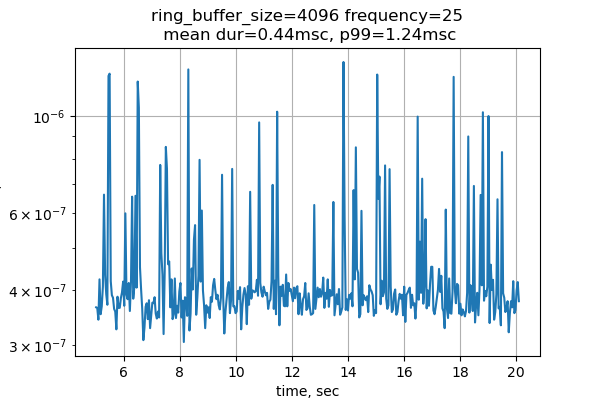 ring_buffer_size=4096 frequency=25
mean dur=0.44msc, p99=1.24msc
10⁻⁶
6 × 10⁻⁷
4 × 10⁻⁷
3 × 10⁻⁷
6 8 10 12 14 16 18 20
time, sec